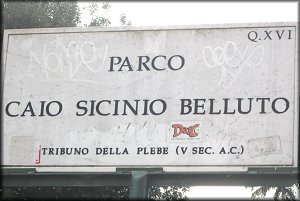 Q.XVI
PARCO
CAIO SICINIO BELLUTO
TRIBUNO DELLA PLEBE (V SEC. A.C.)